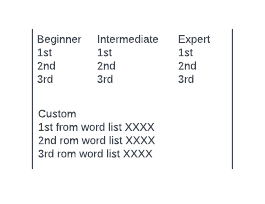 Beginner Intermediate Expert
1st 1st 1st
2nd 2nd 2nd
3rd 3rd 3rd
Custom
1st from word list XXXX
2nd rom word list XXXX
3rd rom word list XXXX